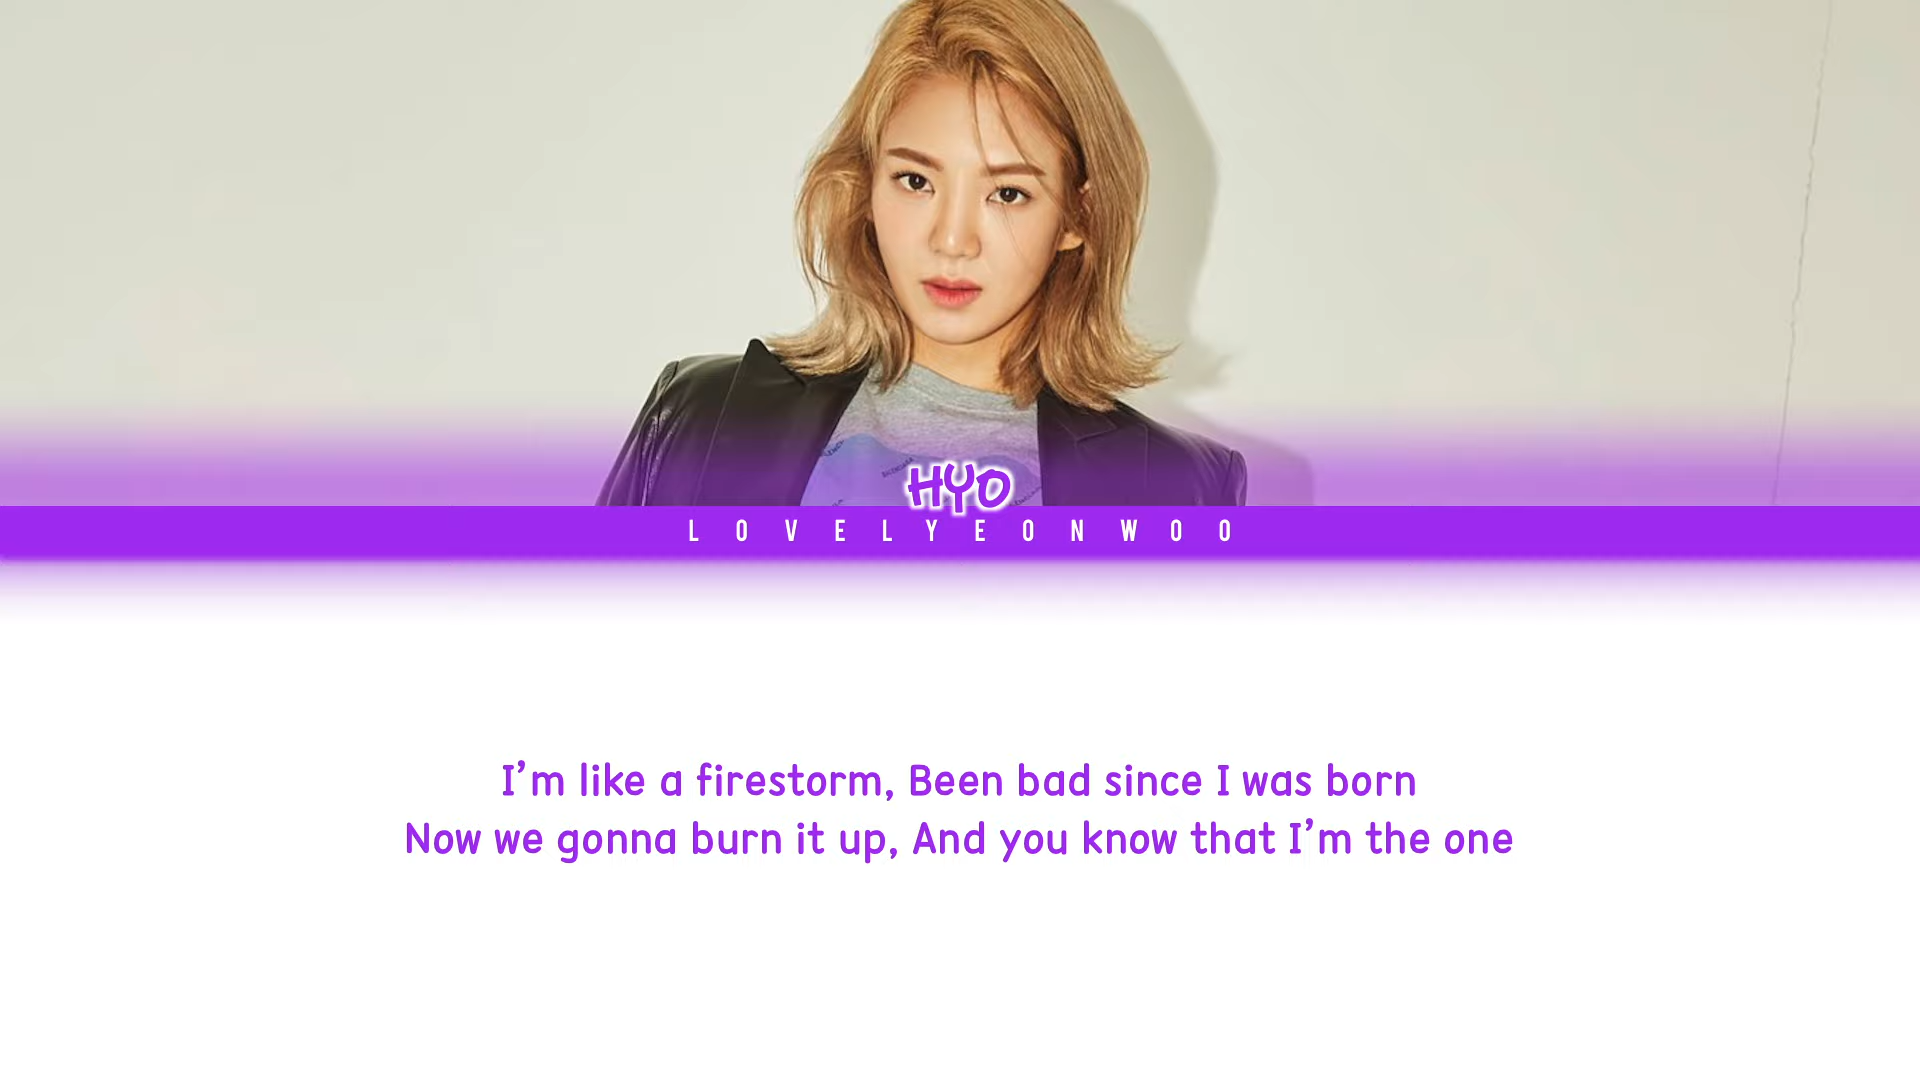 HYO
LOVELYEONWOO
I'm like a firestorm, Been bad since I was born
Now we gonna burn it up, And you know that I'm the one